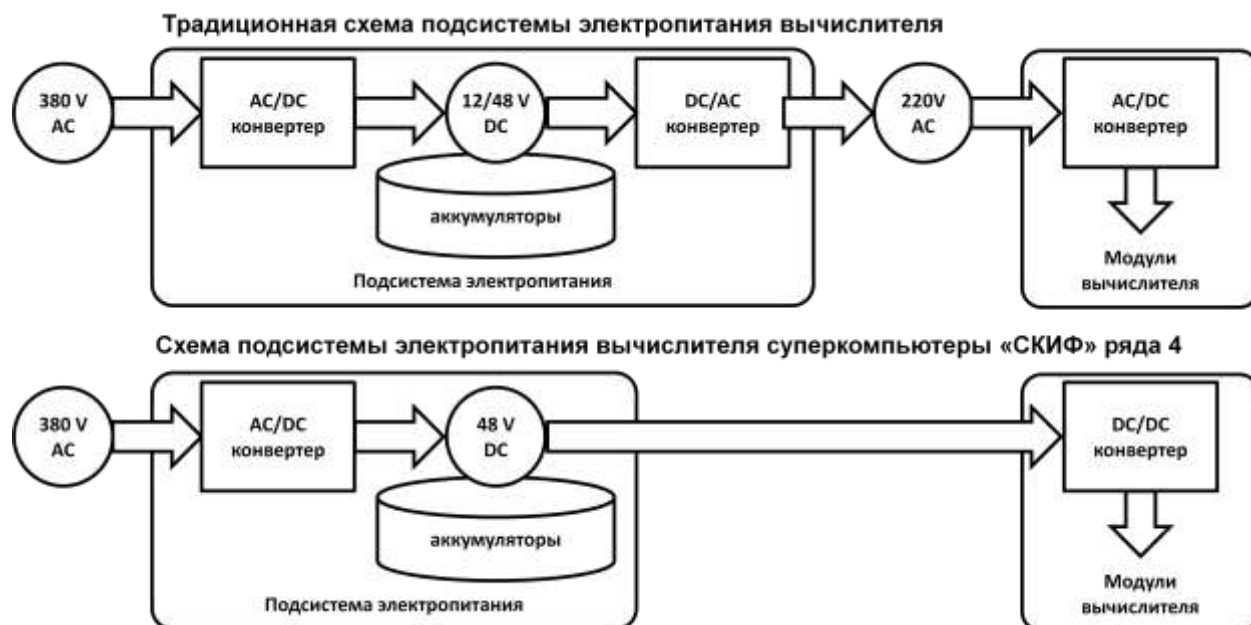 Традиционная схема подсистемы электропитания вычислителя
380 V
AC
AC/DC
конвертер
12/48 V
DC
DC/AC
конвертер
220V
AC
AC/DC
конвертер
аккумуляторы
Подсистема электропитания
Модули
вычислителя
Схема подсистемы электропитания вычислителя суперкомпьютеры «СКИФ» ряда 4
380 V
AC
AC/DC
конвертер
48 V
DC
DC/DC
конвертер
аккумуляторы
Подсистема электропитания
Модули
вычислителя